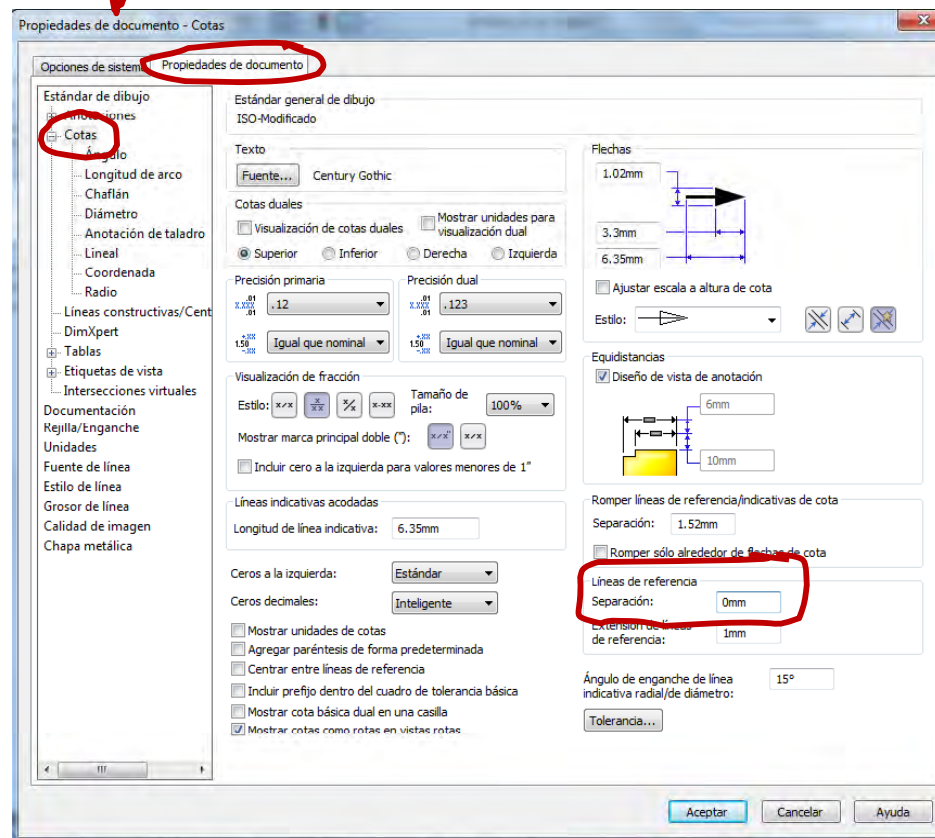 Propiedades de documento - Cotas
Opciones de sistema
Propiedades de documento
Estándar de dibujo
Anotaciones
Cotas
Ángulo
Longitud de arco
Chaflán
Diámetro
Anotación de taladro
Lineal
Coordenada
Radio
Líneas constructivas/Cent
DimXpert
Tablas
Etiquetas de vista
Intersecciones virtuales
Documentación
Rejilla/Enganche
Unidades
Fuente de línea
Estilo de línea
Grosor de línea
Calidad de imagen
Chapa metálica
Estándar general de dibujo
ISO-Modificado
Texto
Fuente... Century Gothic
Cotas duales
Visualización de cotas duales
Mostrar unidades para
visualización dual
Superior Inferior Derecha Izquierda
Precisión primaria
.12
Igual que nominal
Precisión dual
.123
Igual que nominal
Visualización de fracción
Estilo:
Tamaño de
pila:
100%
Mostrar marca principal doble ("):
Incluir cero a la izquierda para valores menores de 1"
Líneas indicativas acodadas
Longitud de línea indicativa: 6.35mm
Ceros a la izquierda: Estándar
Ceros decimales: Inteligente
Mostrar unidades de cotas
Agregar paréntesis de forma predeterminada
Centrar entre líneas de referencia
Incluir prefijo dentro del cuadro de tolerancia básica
Mostrar cota básica dual en una casilla
Mostrar cotas como rotas en vistas rotas
Flechas
1.02mm
3.3mm
6.35mm
Ajustar escala a altura de cota
Estilo:
Equidistancias
Diseño de vista de anotación
6mm
10mm
Romper líneas de referencia/indicativas de cota
Separación: 1.52mm
Romper sólo alrededor de flechas de cota
Líneas de referencia
Separación: 0mm
Extensión de líneas
de referencia:
1mm
Ángulo de enganche de línea
indicativa radial/de diámetro:
15°
Tolerancia...
Aceptar Cancelar Ayuda